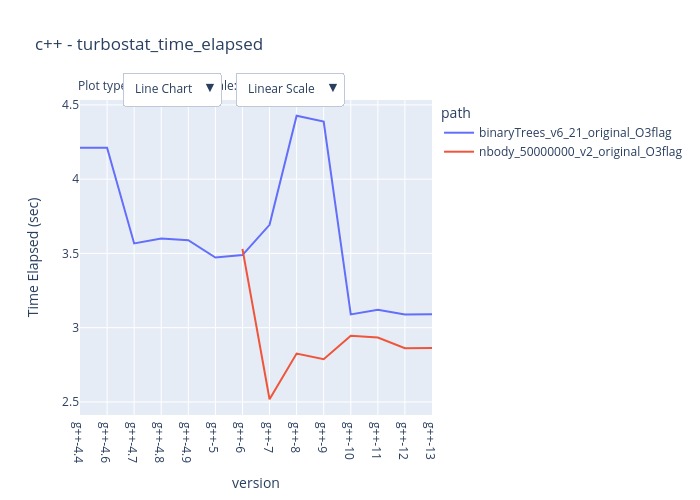 c++ - turbostat_time_elapsed
Plot type
Line Chart ▼
ale:
Linear Scale ▼
path
binaryTrees_v6_21_original_O3flag
nbody_50000000_v2_original_O3flag
Time Elapsed (sec)
4.5
4
3.5
3
2.5
g++-4.4
g++-4.6
g++-4.7
g++-4.8
g++-4.9
g++-5
g++-6
g++-7
g++-8
g++-9
g++-10
g++-11
g++-12
g++-13
version